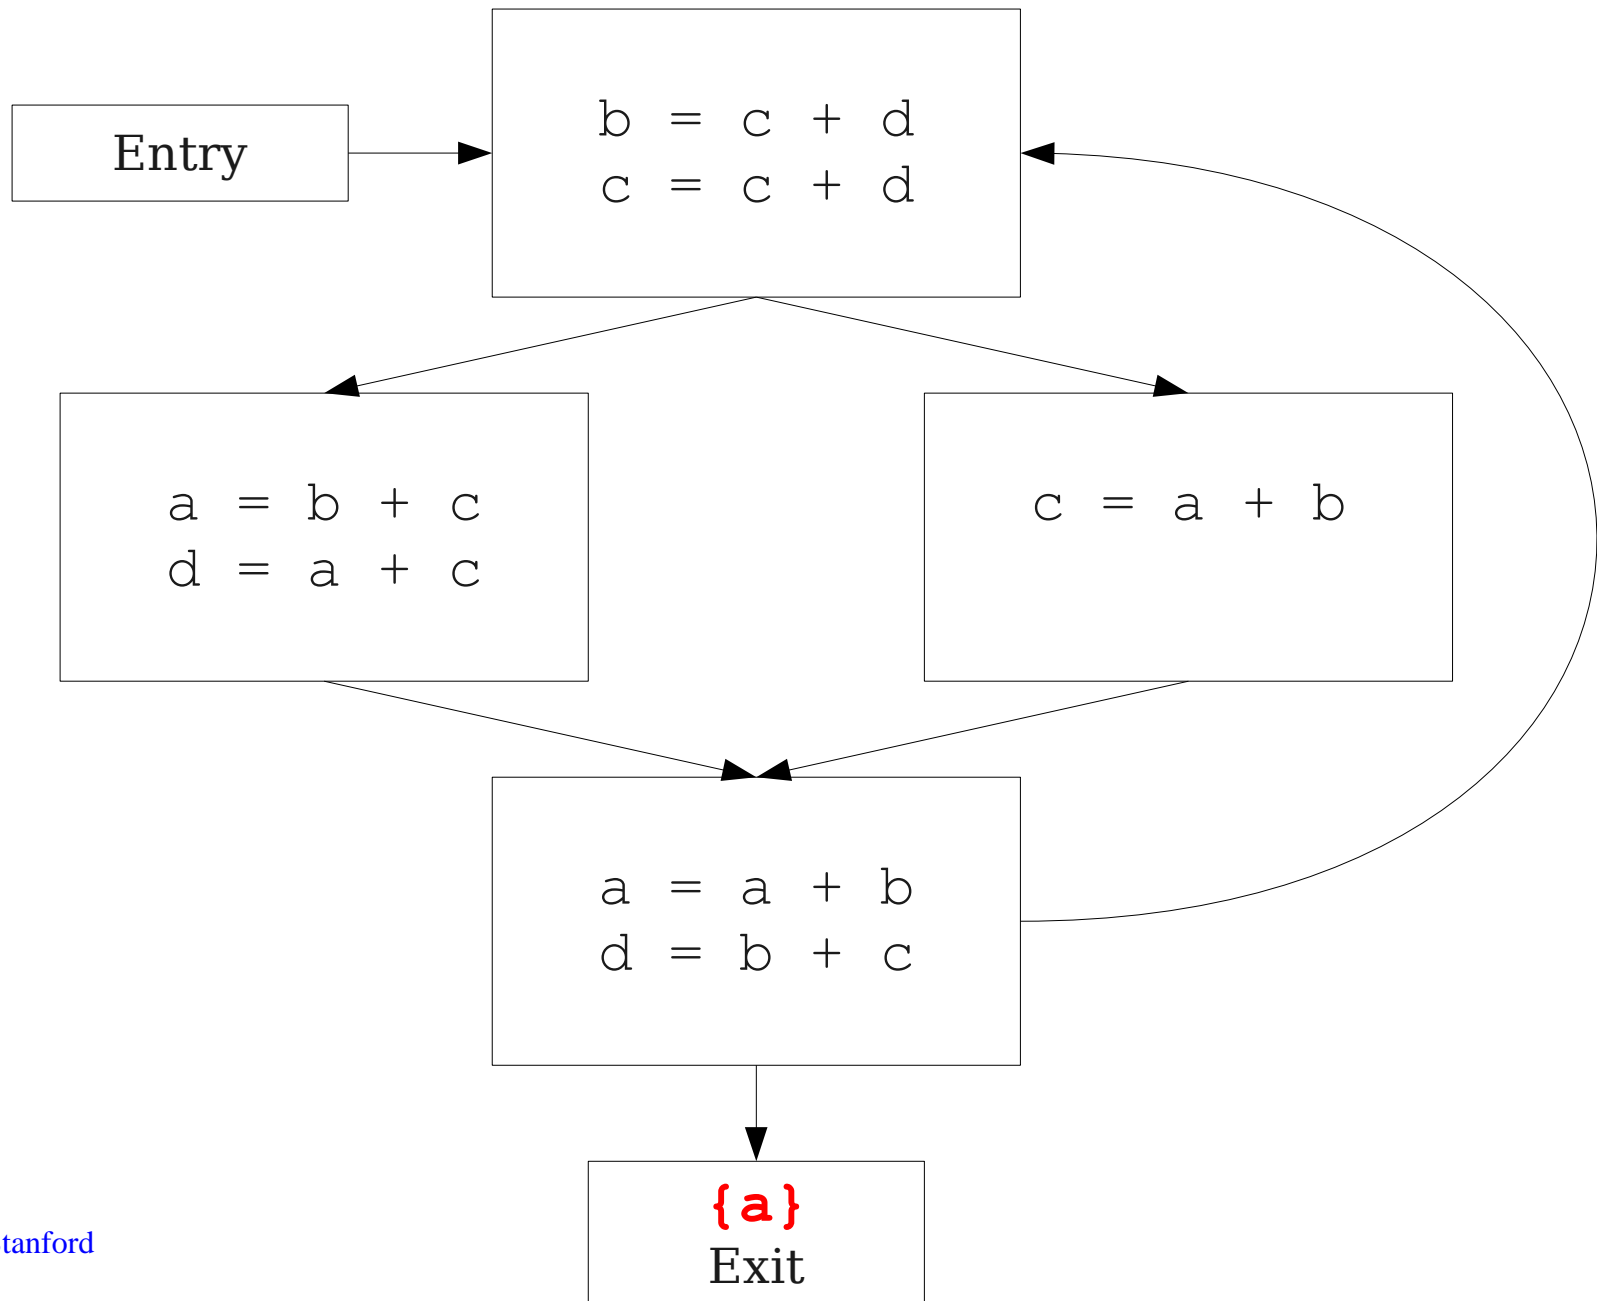 b = c + d
c = c + d
Entry
a = b + c
d = a + c
c = a + b
a = a + b
d = b + c
{a}
Exit
tanford